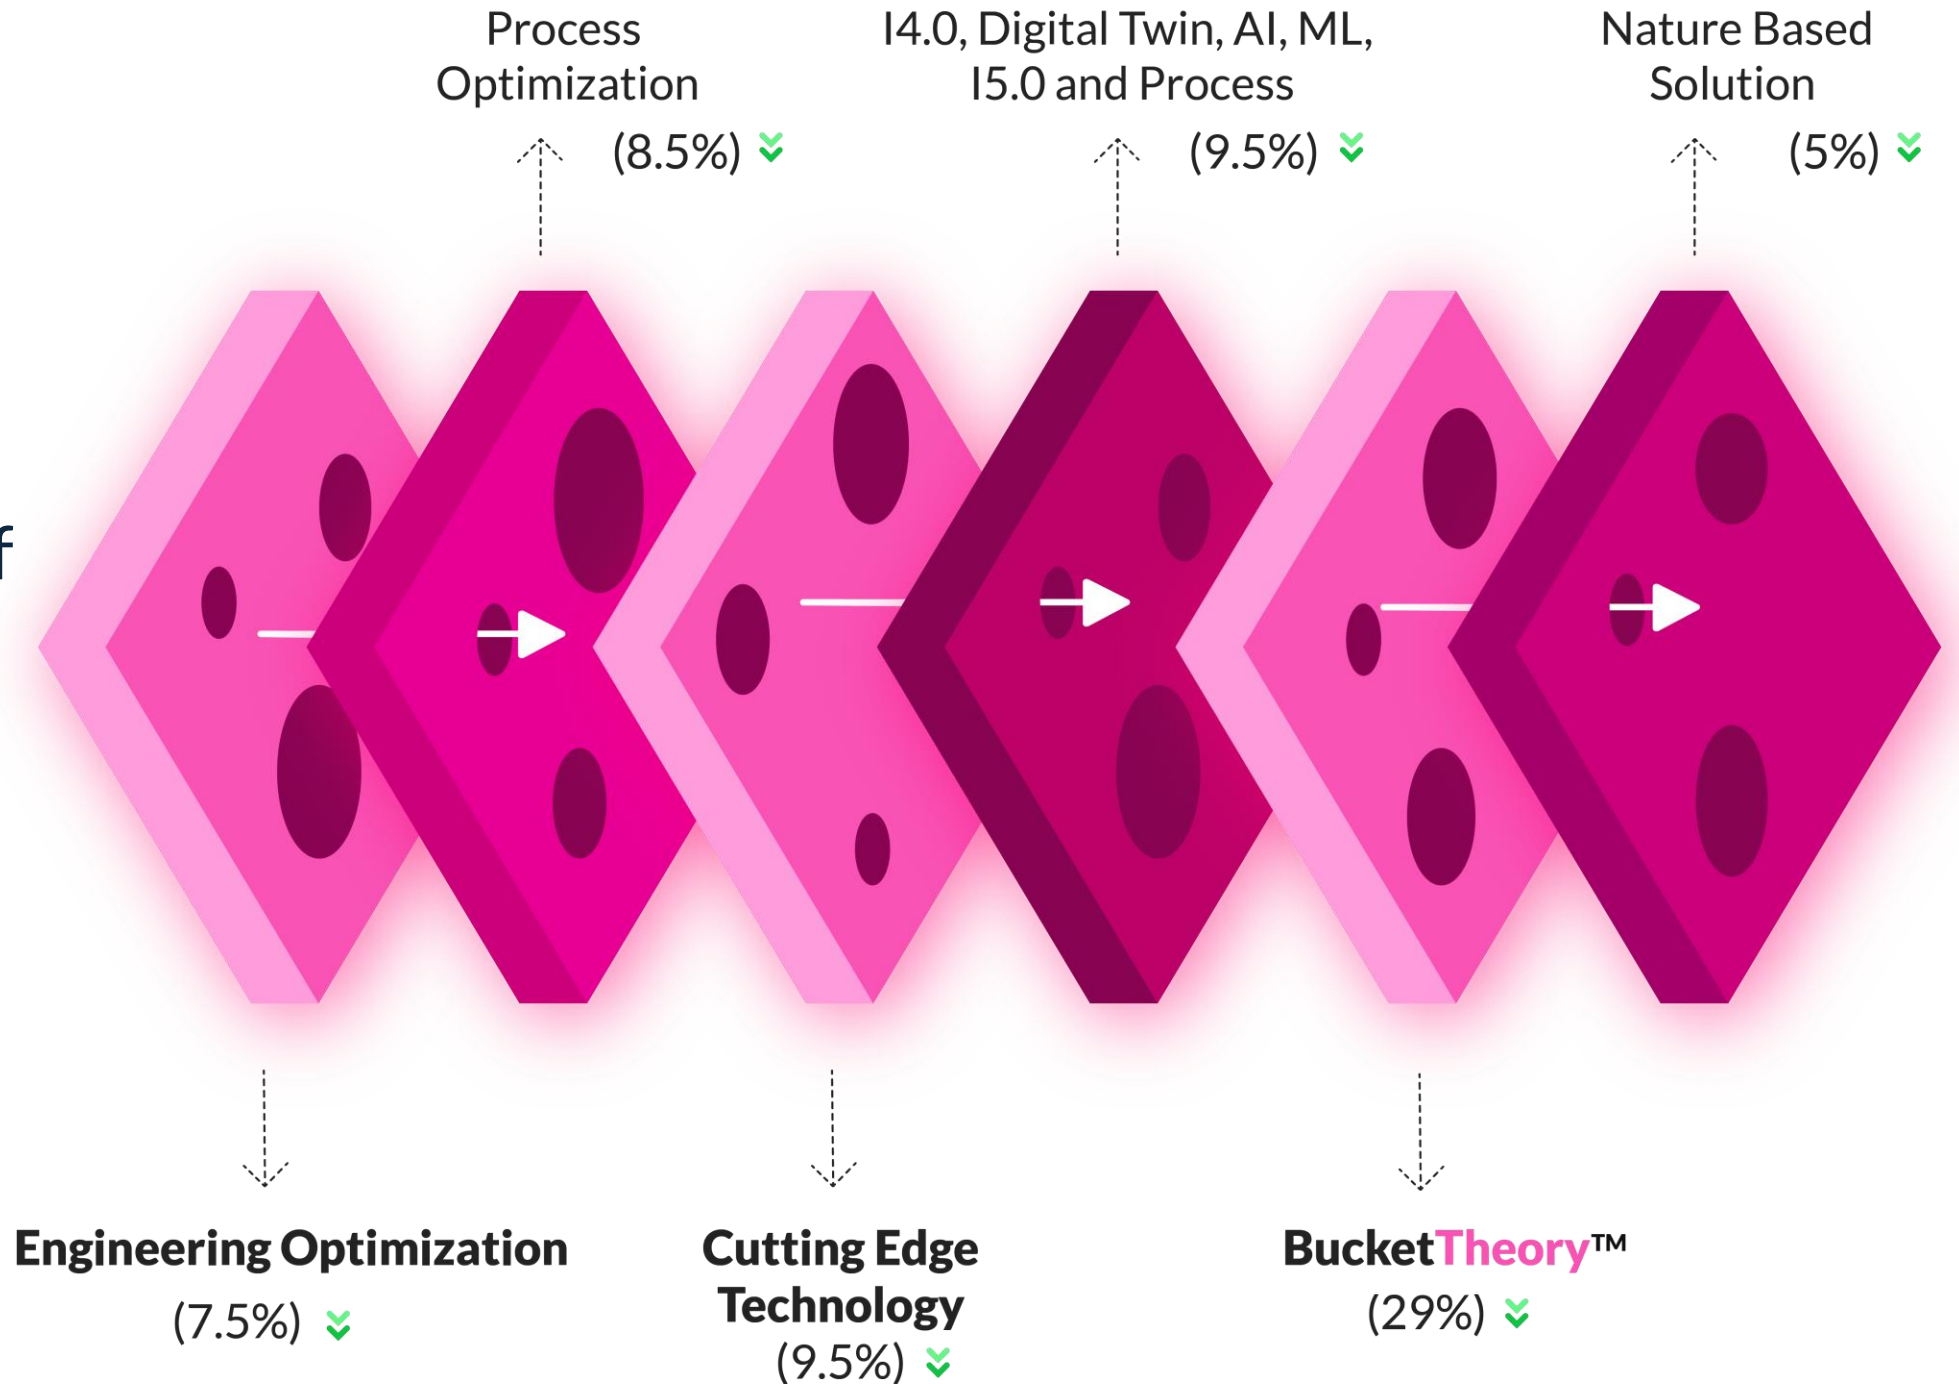 Process
Optimization
(8.5%)
I4.0, Digital Twin, AI, ML,
I5.0 and Process
(9.5%)
Nature Based
Solution
(5%)
f
Engineering Optimization
(7.5%)
Cutting Edge
Technology
(9.5%)
BucketTheory™
(29%)